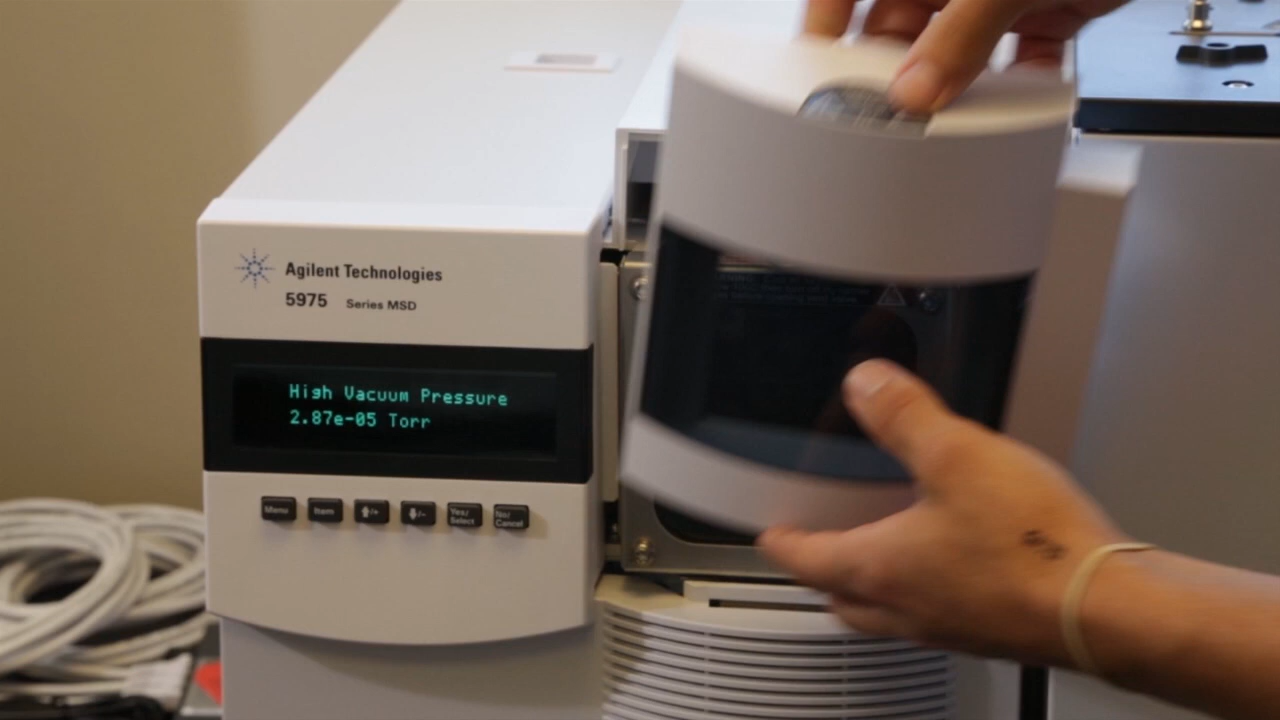 Agilent Technologies
5975 Series MSD
High Vacuum Pressure
2.87e-05 Torr
Menu
Item
Yes/
Select
No/
Cancel